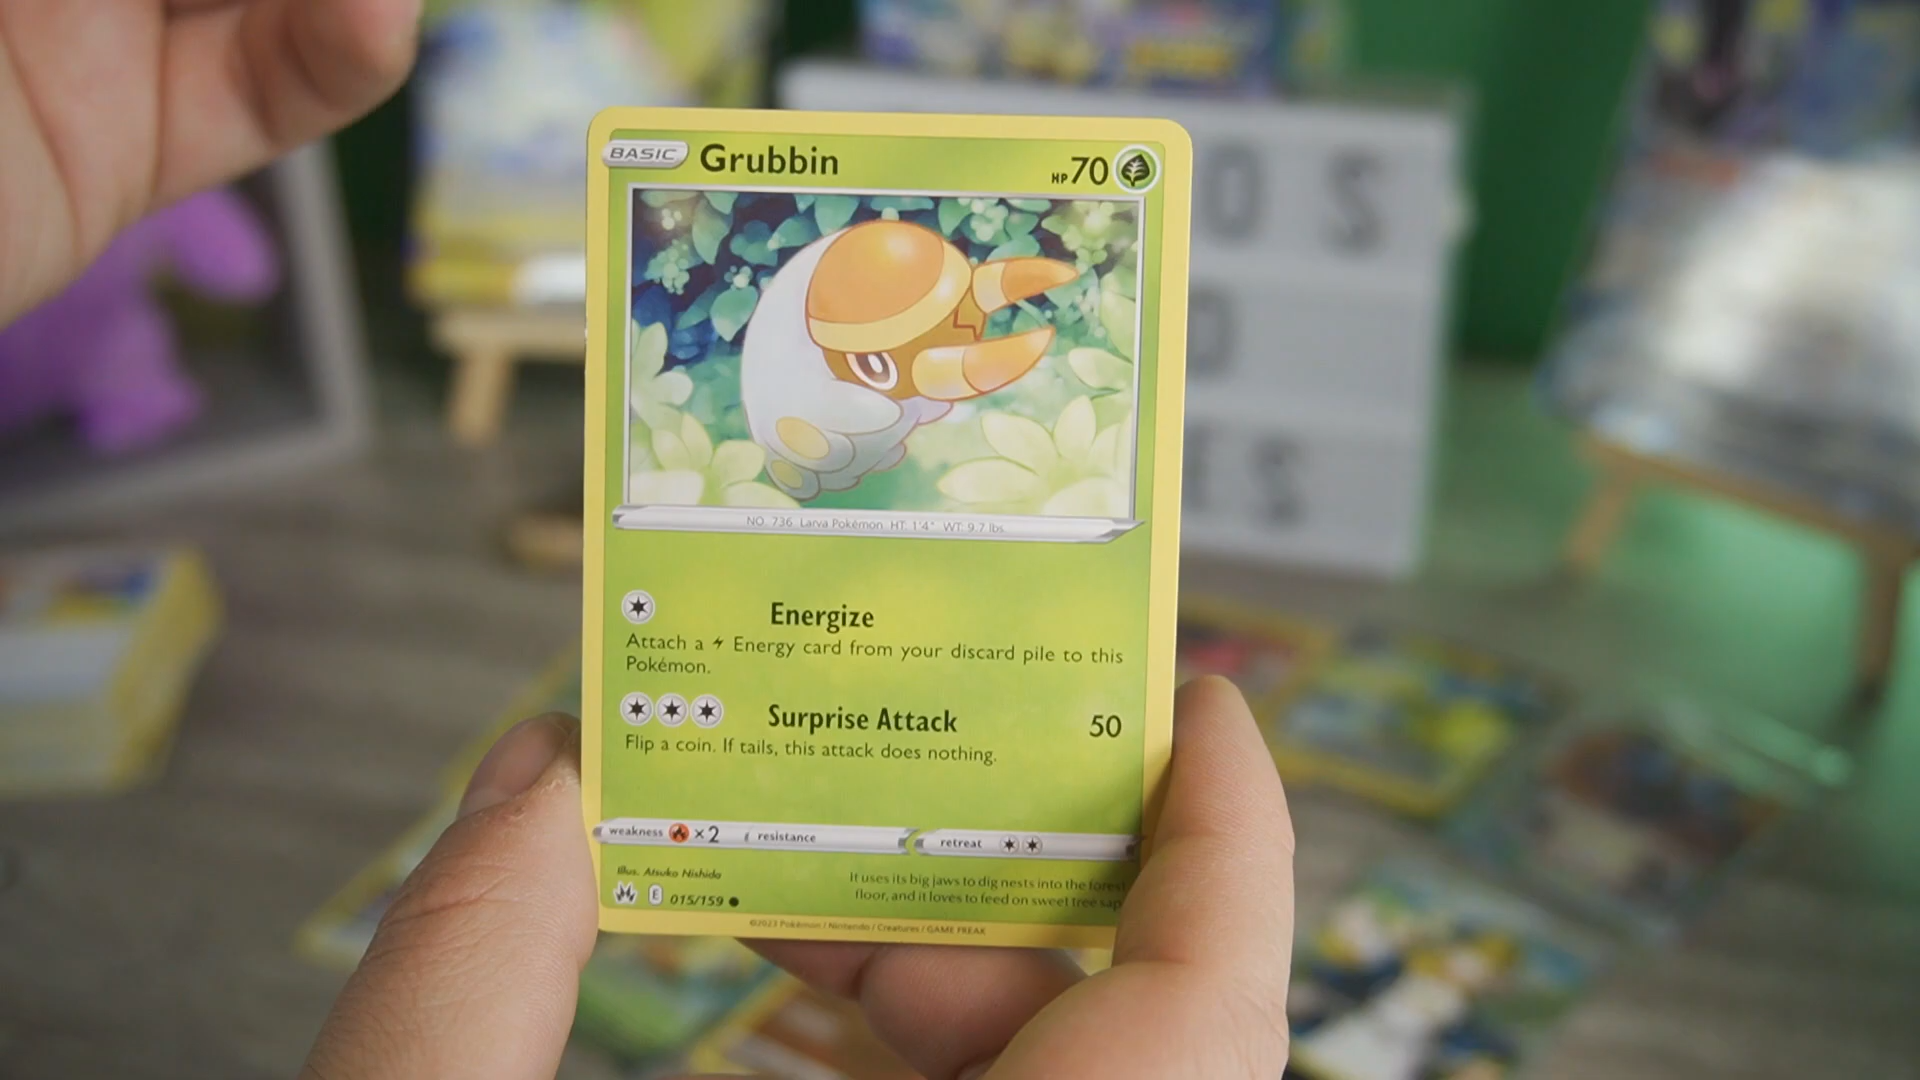 BASIC Grubbin HP 70
NO. 736 Larva Pokémon HT: 1'4" WT: 9.7 lbs.
Energize
Attach a Energy card from your discard pile to this
Pokémon.
Surprise Attack 50
Flip a coin. If tails, this attack does nothing.
weakness ×2 resistance retreat
Illus. Atsuko Nishida
It uses its big jaws to dig nests into the forest
floor, and it loves to feed on sweet tree sap
E 015/159
©2023 Pokémon / Nintendo / Creatures / GAME FREAK